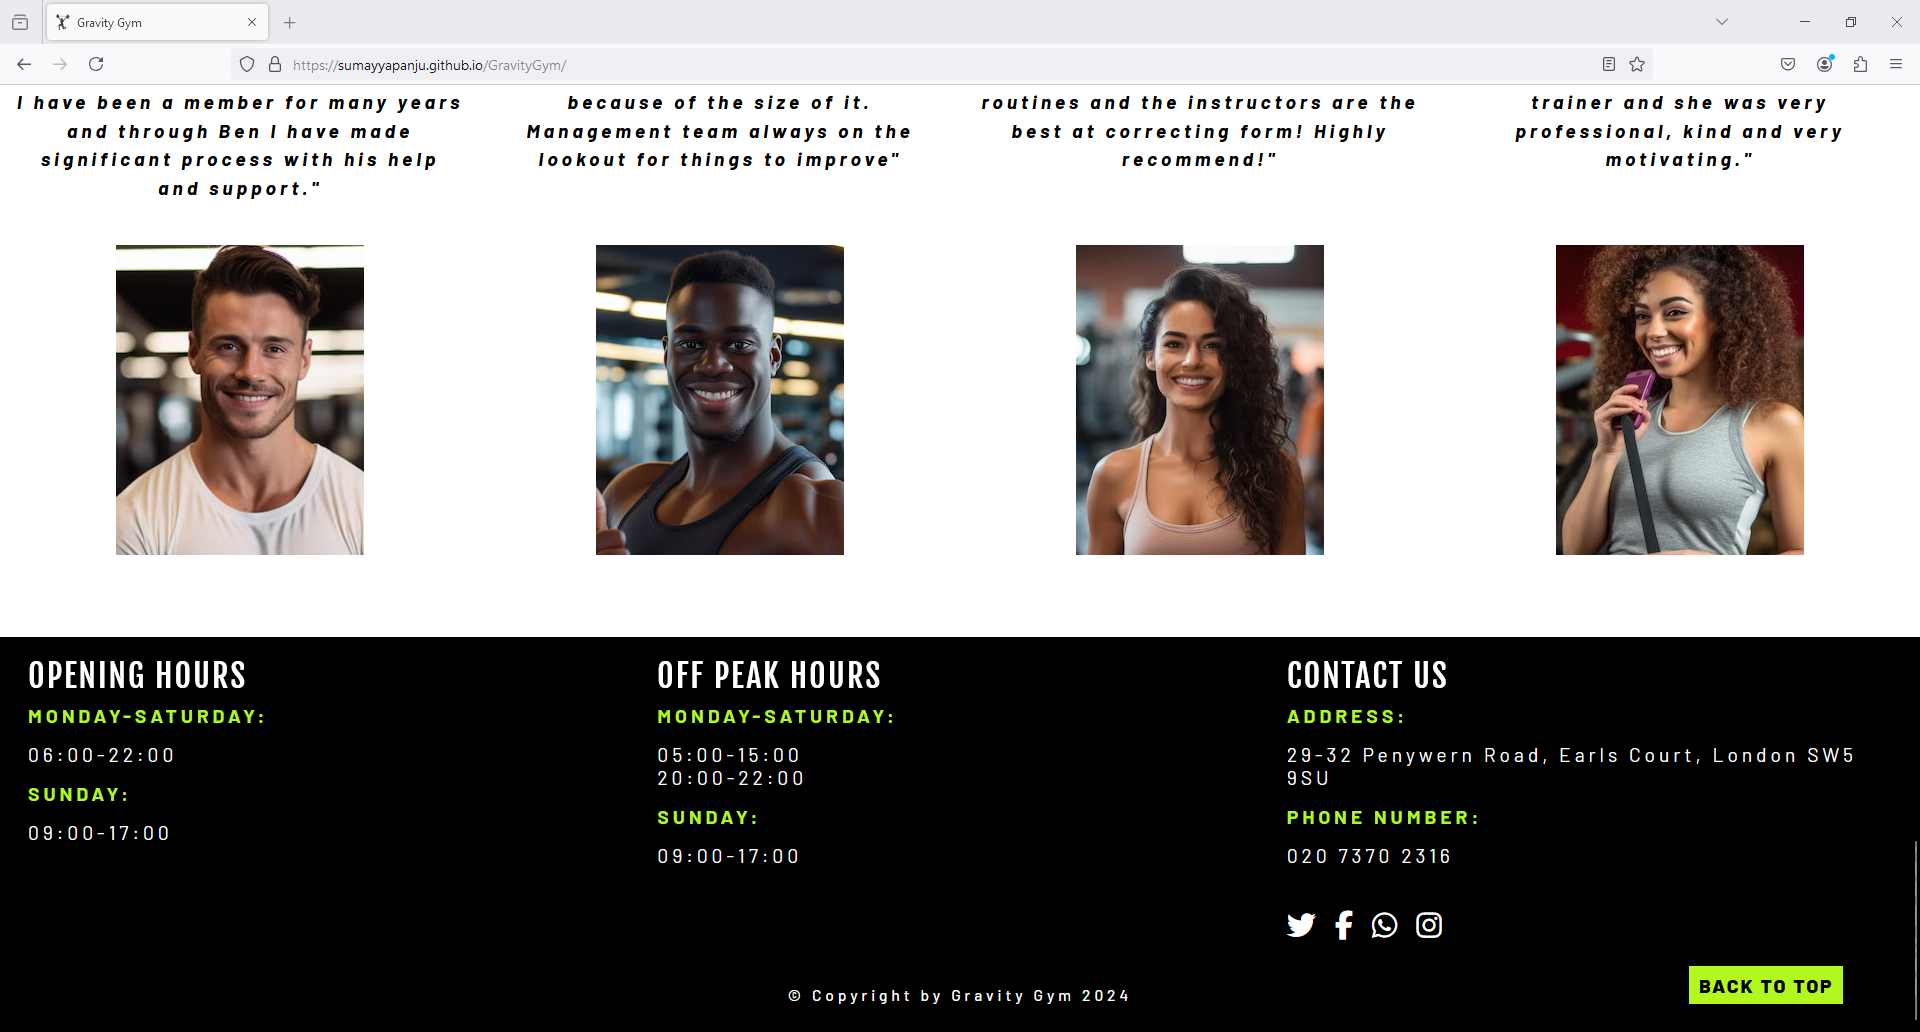 Gravity Gym
https://sumayyapanju.github.io/GravityGym/
I have been a member for many years
and through Ben I have made
significant process with his help
and support."
because of the size of it.
Management team always on the
lookout for things to improve"
routines and the instructors are the
best at correcting form! Highly
recommend!"
trainer and she was very
professional, kind and very
motivating."
OPENING HOURS
MONDAY-SATURDAY:
06:00-22:00
SUNDAY:
09:00-17:00
OFF PEAK HOURS
MONDAY-SATURDAY:
05:00-15:00
20:00-22:00
SUNDAY:
09:00-17:00
CONTACT US
ADDRESS:
29-32 Penywern Road, Earls Court, London SW5
9SU
PHONE NUMBER:
020 7370 2316
© Copyright by Gravity Gym 2024
BACK TO TOP